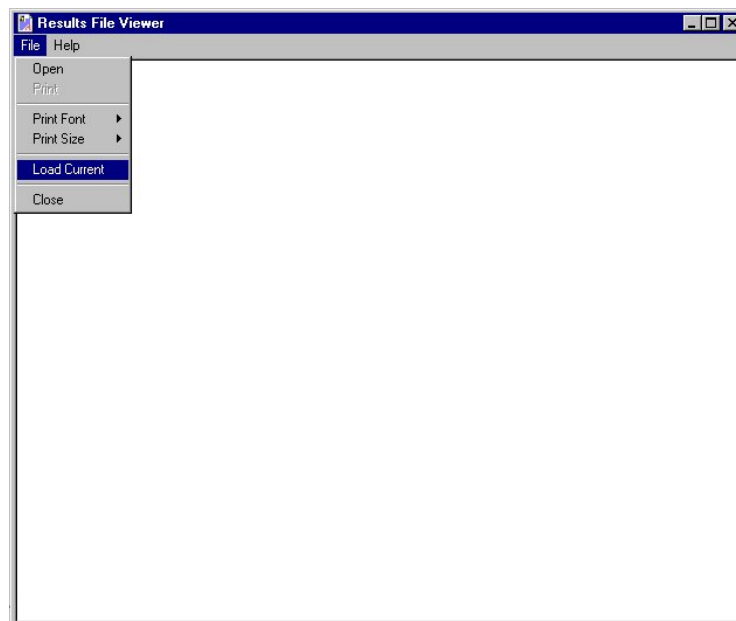 Results File Viewer
File Help
Open
Print
Print Font
Print Size
Load Current
Close